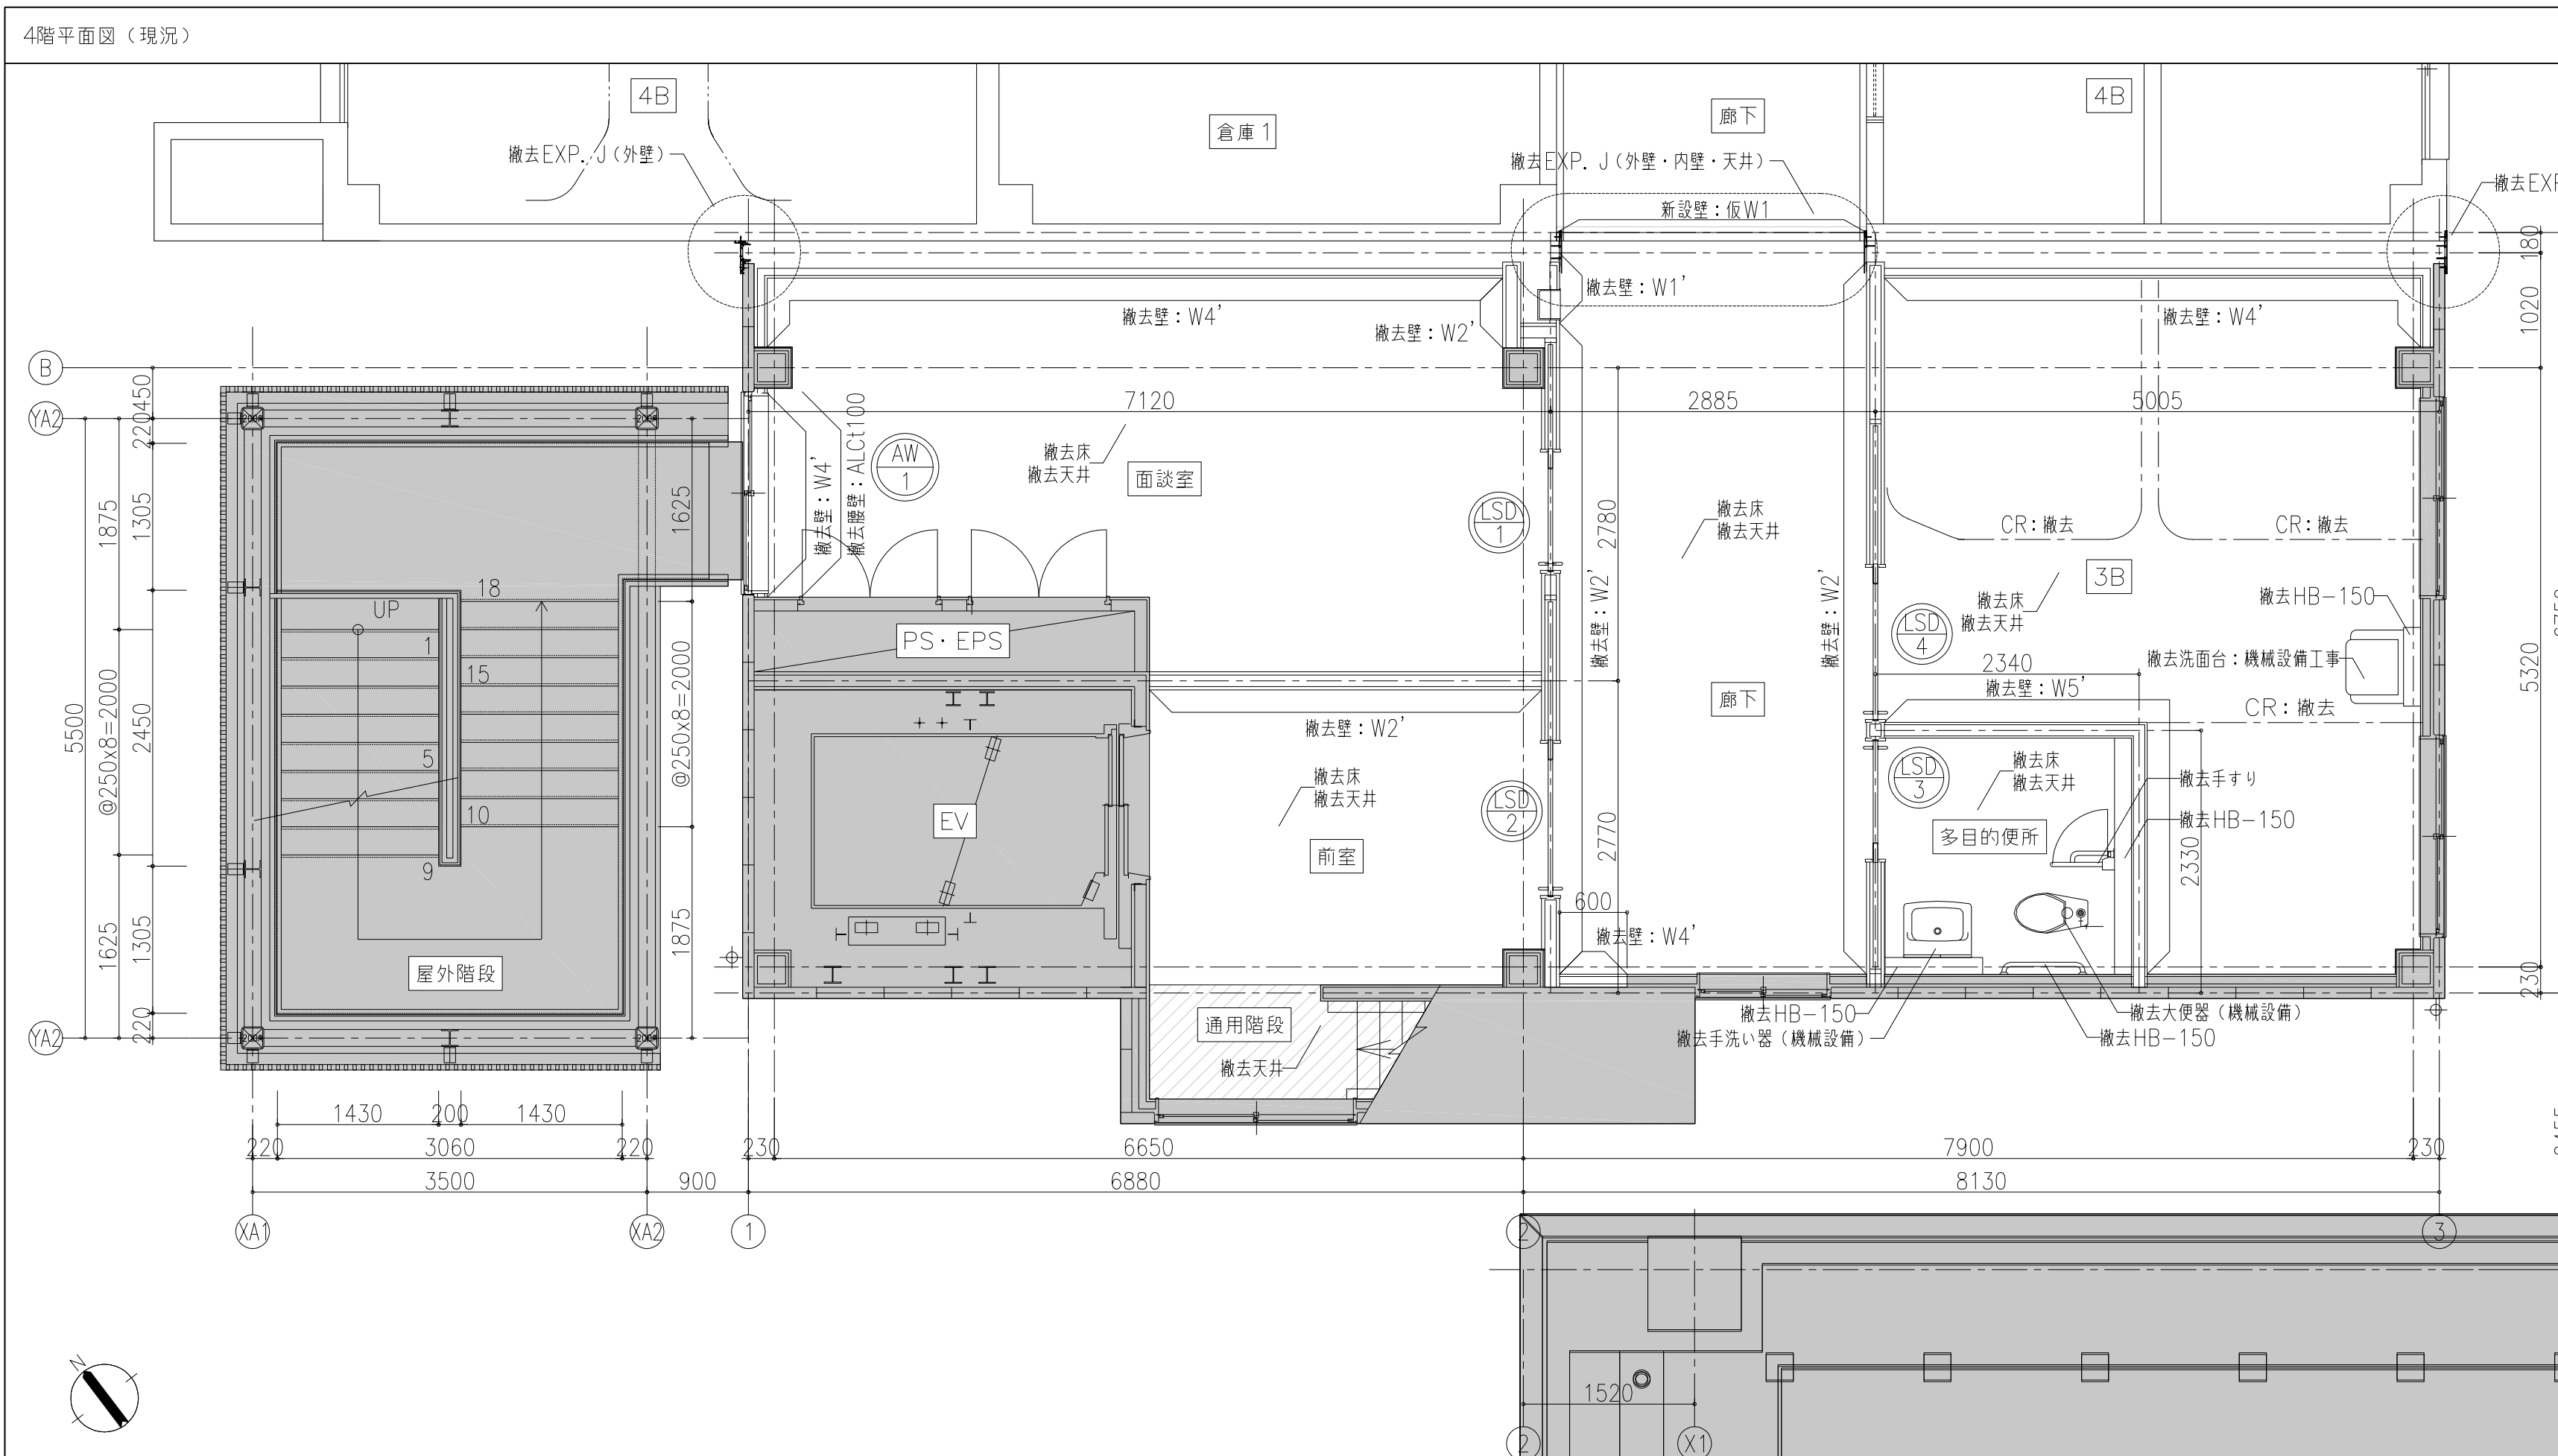 4階平面図（現況）
4B
倉庫1
廊下
4B
撤去EXP. J（外壁）
撤去EXP. J（外壁・内壁・天井）
撤去EXP
新設壁：仮W1
180
撤去壁：W1'
撤去壁：W4'
撤去壁：W2'
撤去壁：W4'
1020
B
YA2
450
220
7120
2885
5005
撤去床
撤去天井
面談室
AW
1
撤去壁：W4'
撤去腰壁：ALCt100
LSD
1
2780
撤去床
撤去天井
CR：撤去
CR：撤去
3B
1875
1305
1625
18
UP
1
15
5
10
9
PS・EPS
撤去壁：W2'
撤去壁：W2'
LSD
4
撤去床
撤去天井
撤去HB-150
2340
撤去洗面台：機械設備工事
撤去壁：W5'
CR：撤去
5320
5500
@250x8=2000
2450
@250x8=2000
廊下
撤去壁：W2'
撤去床
撤去天井
EV
前室
LSD
2
2770
LSD
3
撤去床
撤去天井
撤去手すり
撤去HB-150
多目的便所
2330
1625
1305
1875
屋外階段
600
撤去壁：W4'
230
220
YA2
通用階段
撤去天井
撤去HB-150
撤去手洗い器（機械設備）
撤去大便器（機械設備）
撤去HB-150
1430
200
1430
220
3060
220
230
6650
7900
230
3500
900
6880
8130
XA1
XA2
1
2
3
N
1520
2
X1